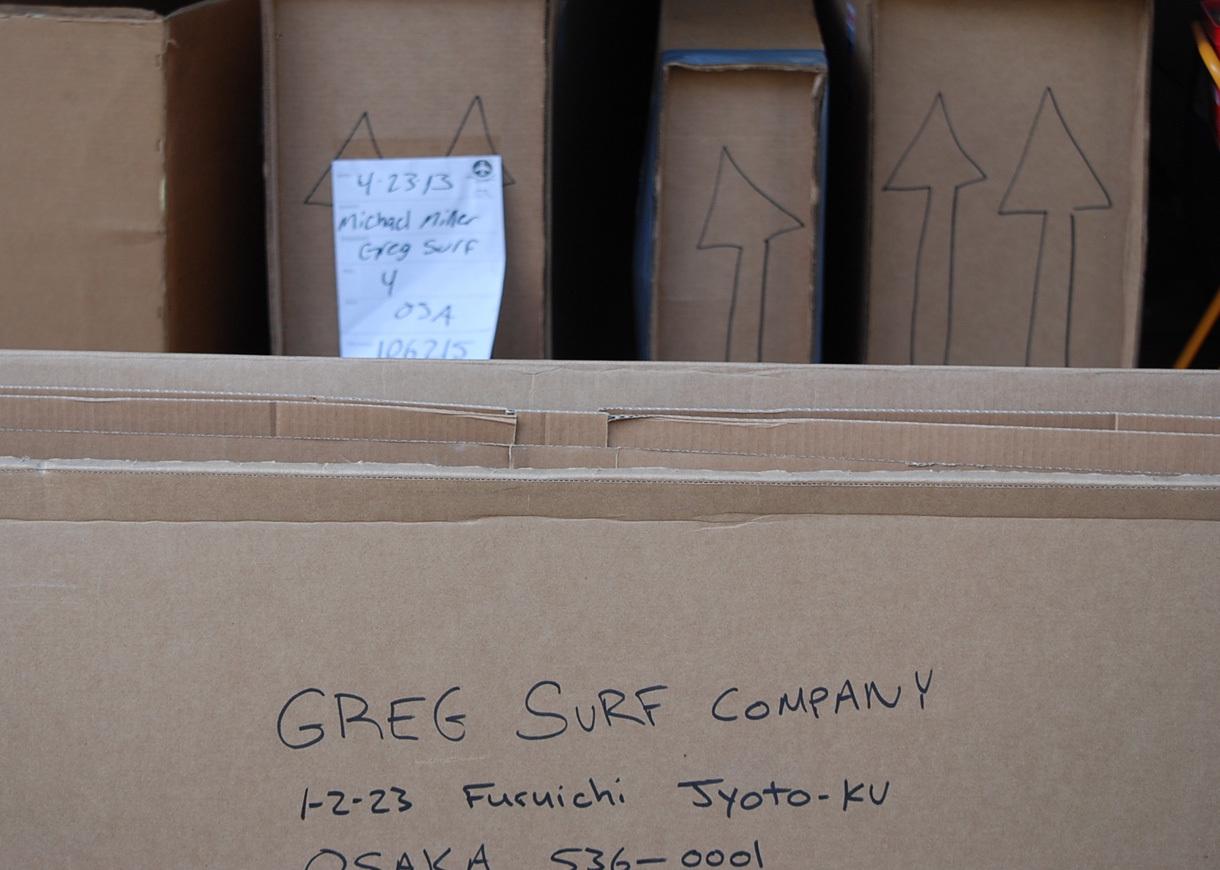 4-23-13
Michael Miller
Greg Surf
4
OSA
106215
GREG SURF COMPANY
1-2-23 Furuichi Jyoto-KU
OSAKA 536-0001